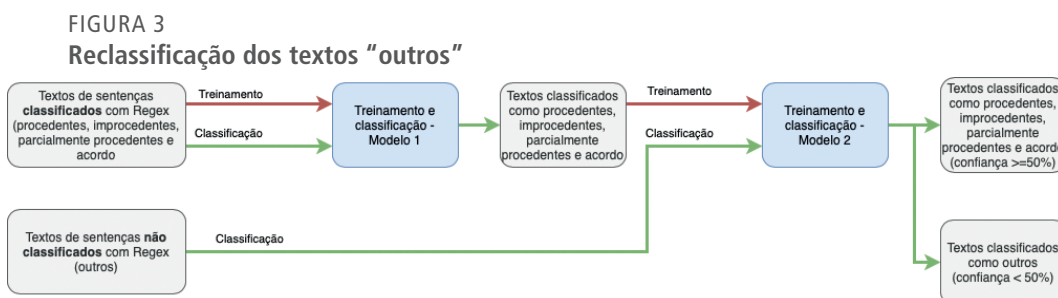 FIGURA 3
Reclassificação dos textos “outros”
Textos de sentenças
classificados com Regex
(procedentes, improcedentes,
parcialmente procedentes e
acordo
Treinamento
Classificação
Treinamento e
classificação -
Modelo 1
Textos classificados
como procedentes,
improcedentes,
parcialmente
procedentes e acordo
Treinamento
Classificação
Treinamento e
classificação -
Modelo 2
Textos classificados
como procedentes,
improcedentes,
parcialmente
procedentes e acordo
(confiança >=50%)
Textos de sentenças não
classificados com Regex
(outros)
Classificação
Textos classificados
como outros
(confiança < 50%)